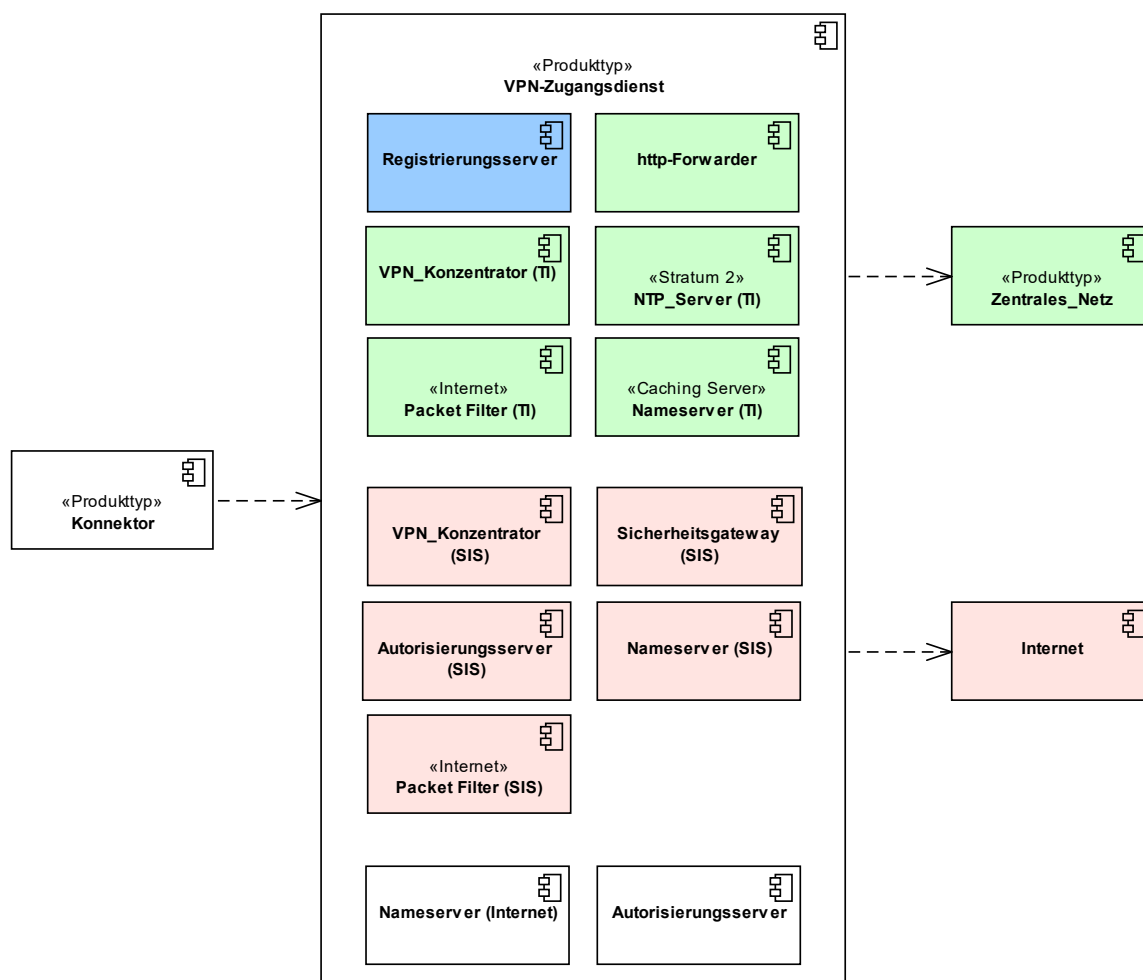 «Produkttyp»
VPN-Zugangsdienst
Registrierungsserver
http-Forwarder
VPN_Konzentrator (TI)
«Stratum 2»
NTP_Server (TI)
«Produkttyp»
Zentrales_Netz
«Internet»
Packet Filter (TI)
«Caching Server»
Nameserver (TI)
«Produkttyp»
Konnektor
VPN_Konzentrator
(SIS)
Sicherheitsgateway
(SIS)
Autorisierungsserver
(SIS)
Nameserver (SIS)
Internet
«Internet»
Packet Filter (SIS)
Nameserver (Internet)
Autorisierungsserver